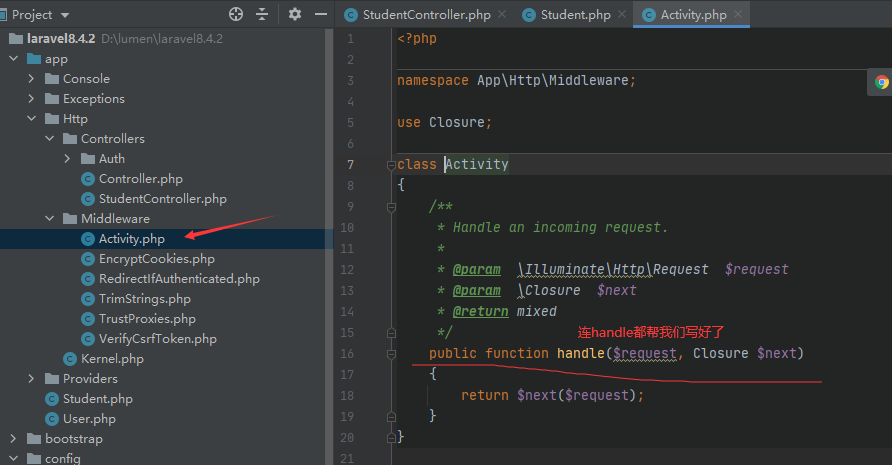 Project
laravel8.4.2 D:\lumen\laravel8.4.2
app
Console
Exceptions
Http
Controllers
Auth
Controller.php
StudentController.php
Middleware
Activity.php
EncryptCookies.php
RedirectIfAuthenticated.php
TrimStrings.php
TrustProxies.php
VerifyCsrfToken.php
Kernel.php
Providers
Student.php
User.php
bootstrap
config
StudentController.php Student.php Activity.php
1 <?php
2
3 namespace App\Http\Middleware;
4
5 use Closure;
6
7 class Activity
8 {
9 /**
10 * Handle an incoming request.
11 *
12 * @param \Illuminate\Http\Request $request
13 * @param \Closure $next
14 * @return mixed
连handle都帮我们写好了
15 */
16 public function handle($request, Closure $next)
17 {
18 return $next($request);
19 }
20 }
21